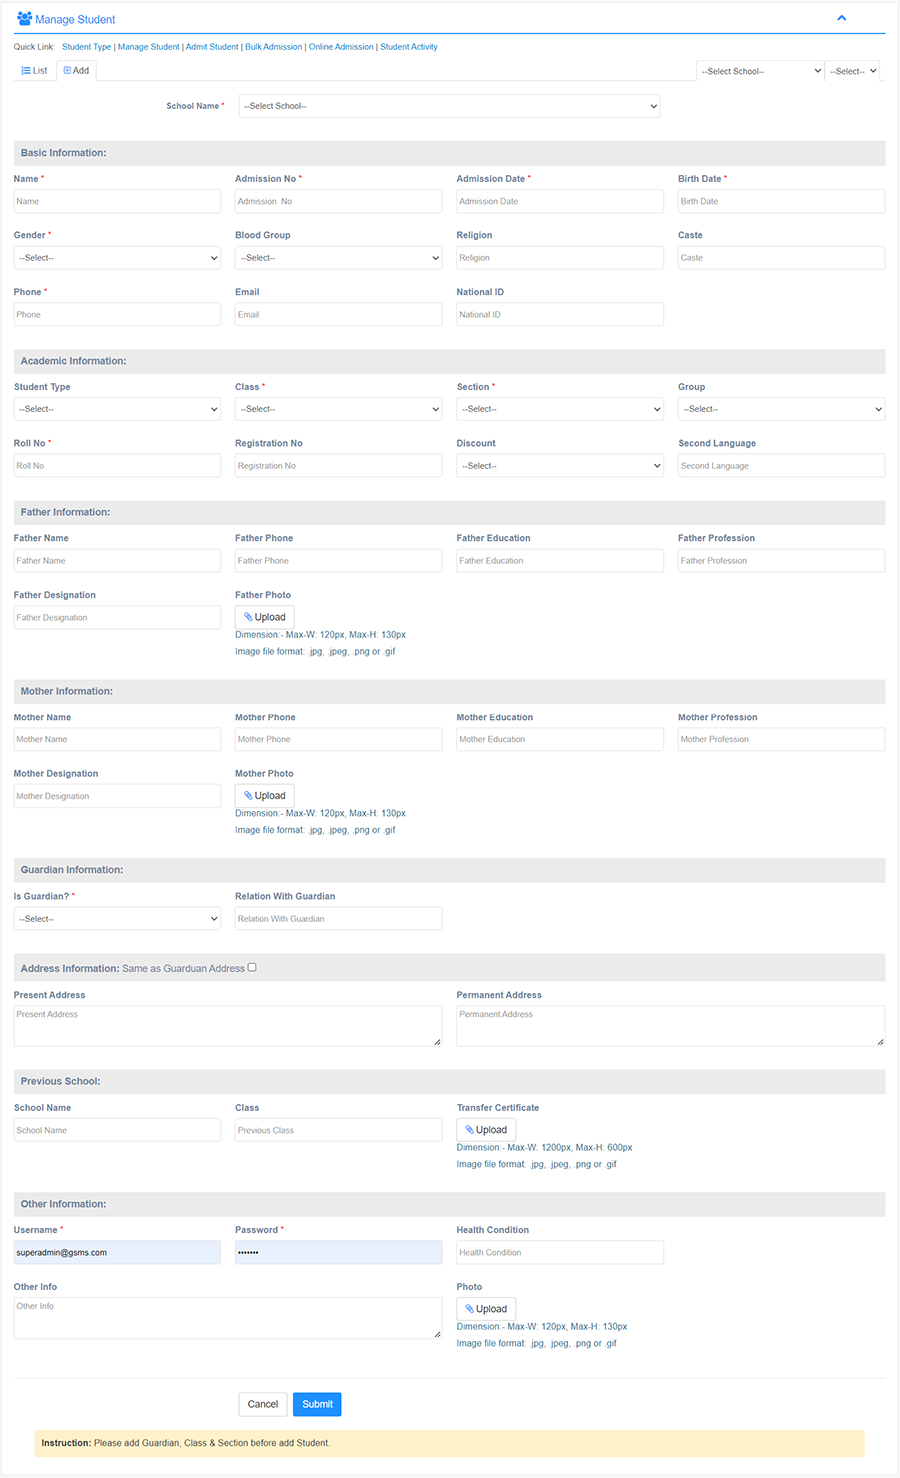 Manage Student
Quick Link: Student Type | Manage Student | Admit Student | Bulk Admission | Online Admission | Student Activity
List Add --Select School-- --Select--
School Name * --Select School--
Basic Information:
Name * Admission No * Admission Date * Birth Date *
Name Admission No Admission Date Birth Date
Gender * Blood Group Religion Caste
--Select-- --Select-- Religion Caste
Phone * Email National ID
Phone Email National ID
Academic Information:
Student Type Class * Section * Group
--Select-- --Select-- --Select-- --Select--
Roll No * Registration No Discount Second Language
Roll No Registration No --Select-- Second Language
Father Information:
Father Name Father Phone Father Education Father Profession
Father Name Father Phone Father Education Father Profession
Father Designation Father Photo
Father Designation Upload
Dimension:- Max-W: 120px, Max-H: 130px
Image file format: .jpg, .jpeg, .png or .gif
Mother Information:
Mother Name Mother Phone Mother Education Mother Profession
Mother Name Mother Phone Mother Education Mother Profession
Mother Designation Mother Photo
Mother Designation Upload
Dimension:- Max-W: 120px, Max-H: 130px
Image file format: .jpg, .jpeg, .png or .gif
Guardian Information:
Is Guardian? * Relation With Guardian
--Select-- Relation With Guardian
Address Information: Same as Guarduan Address
Present Address Permanent Address
Present Address Permanent Address
Previous School:
School Name Class Transfer Certificate
School Name Previous Class Upload
Dimension:- Max-W: 1200px, Max-H: 600px
Image file format: .jpg, .jpeg, .png or .gif
Other Information:
Username * Password * Health Condition
superadmin@gsms.com ••••••• Health Condition
Other Info Photo
Other Info Upload
Dimension:- Max-W: 120px, Max-H: 130px
Image file format: .jpg, .jpeg, .png or .gif
Cancel Submit
Instruction: Please add Guardian, Class & Section before add Student.